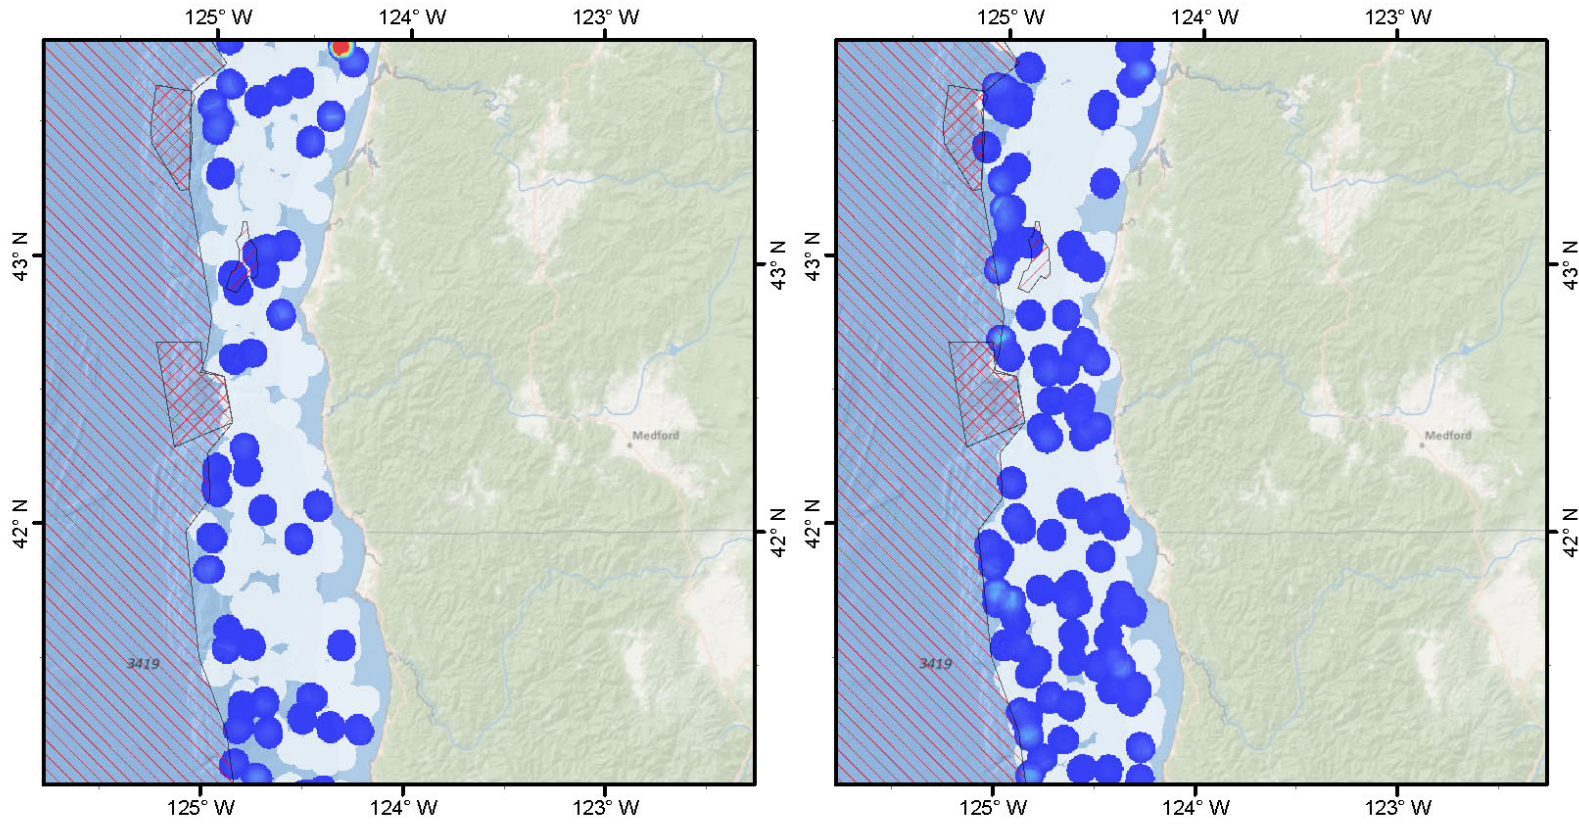 125° W 124° W 123° W 125° W 124° W 123° W
43° N 43° N 43° N 43° N
Medford Medford
42° N 42° N 42° N 42° N
3419 3419
125° W 124° W 123° W 125° W 124° W 123° W